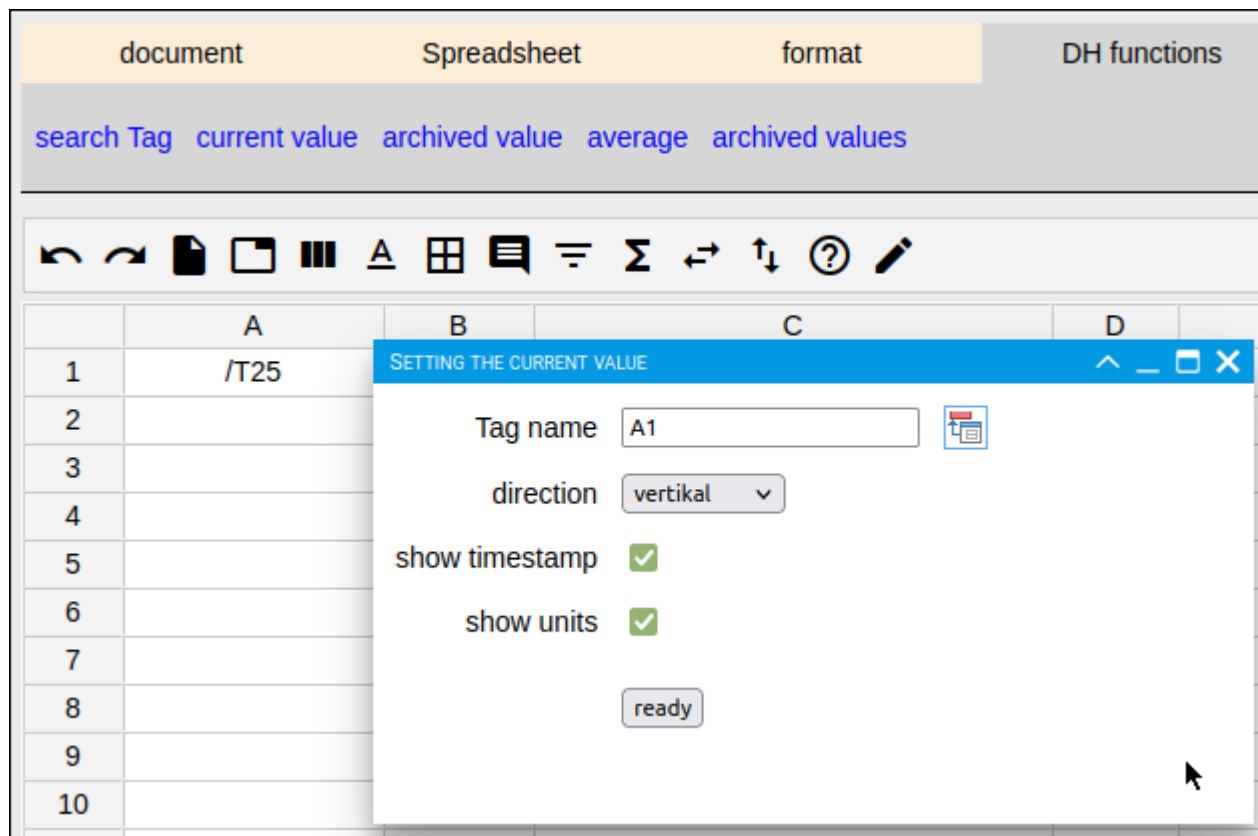 document Spreadsheet format DH functions
search Tag current value archived value average archived values
A B C D
1 /T25
SETTING THE CURRENT VALUE
2 Tag name A1
3
direction vertikal
4
5 show timestamp
6 show units
7
8 ready
9
10